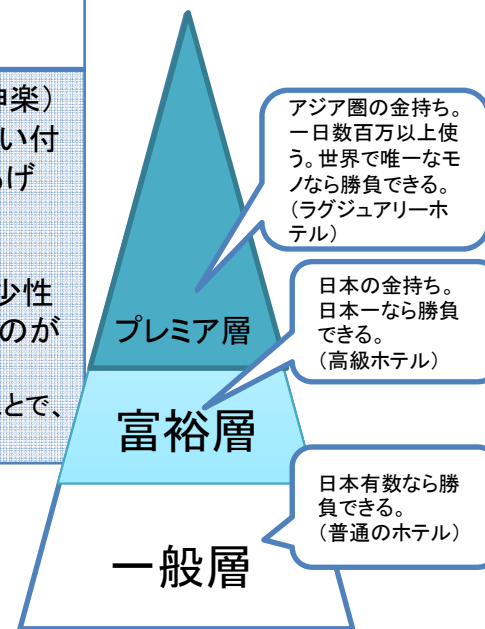 申楽）
い付
あげ
少性
のが
とで、
アジア圏の金持ち。
一日数百万以上使
う。世界で唯一なモ
ノなら勝負できる。
（ラグジュアリーホ
テル）
プレミア層
日本の金持ち。
日本一なら勝負
できる。
（高級ホテル）
富裕層
日本有数なら勝
負できる。
（普通のホテル）
一般層